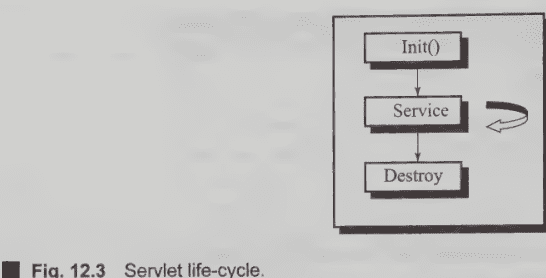 Init()
Service
Destroy
Fig. 12.3 Servlet life-cycle.